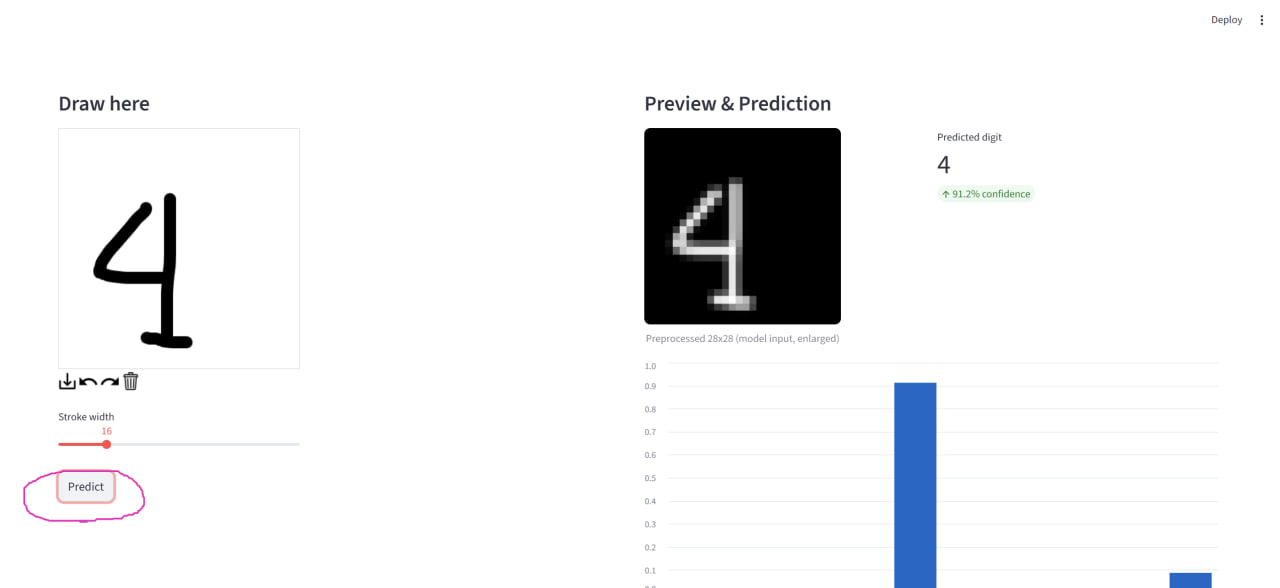 Deploy
Draw here
4
Stroke width
16
Predict
Preview & Prediction
4
Preprocessed 28x28 (model input, enlarged)
Predicted digit
4
↑ 91.2% confidence
1.0
0.9
0.8
0.7
0.6
0.5
0.4
0.3
0.2
0.1